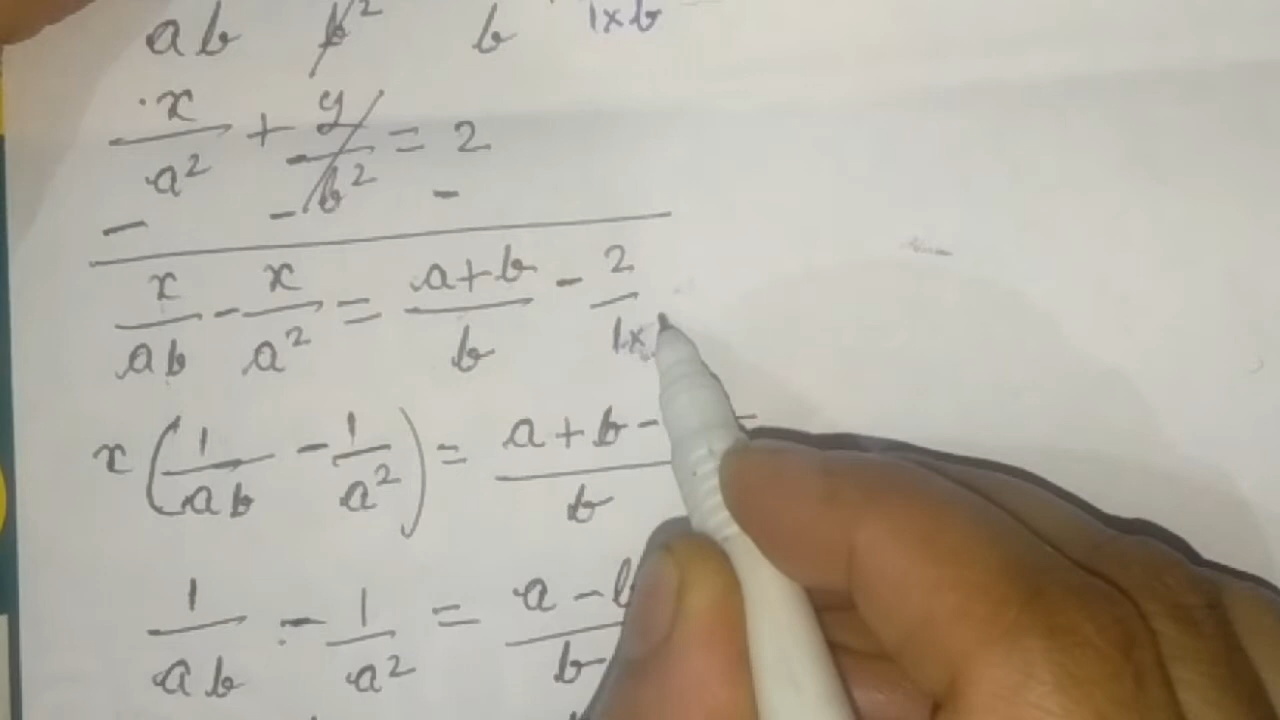 ab b² b 1×b
x/a² + y/b² = 2
- - -
x/ab - x/a² = a+b/b - 2/1×
x(1/ab - 1/a²) = a+b-/b
1/ab - 1/a² = a-b/b